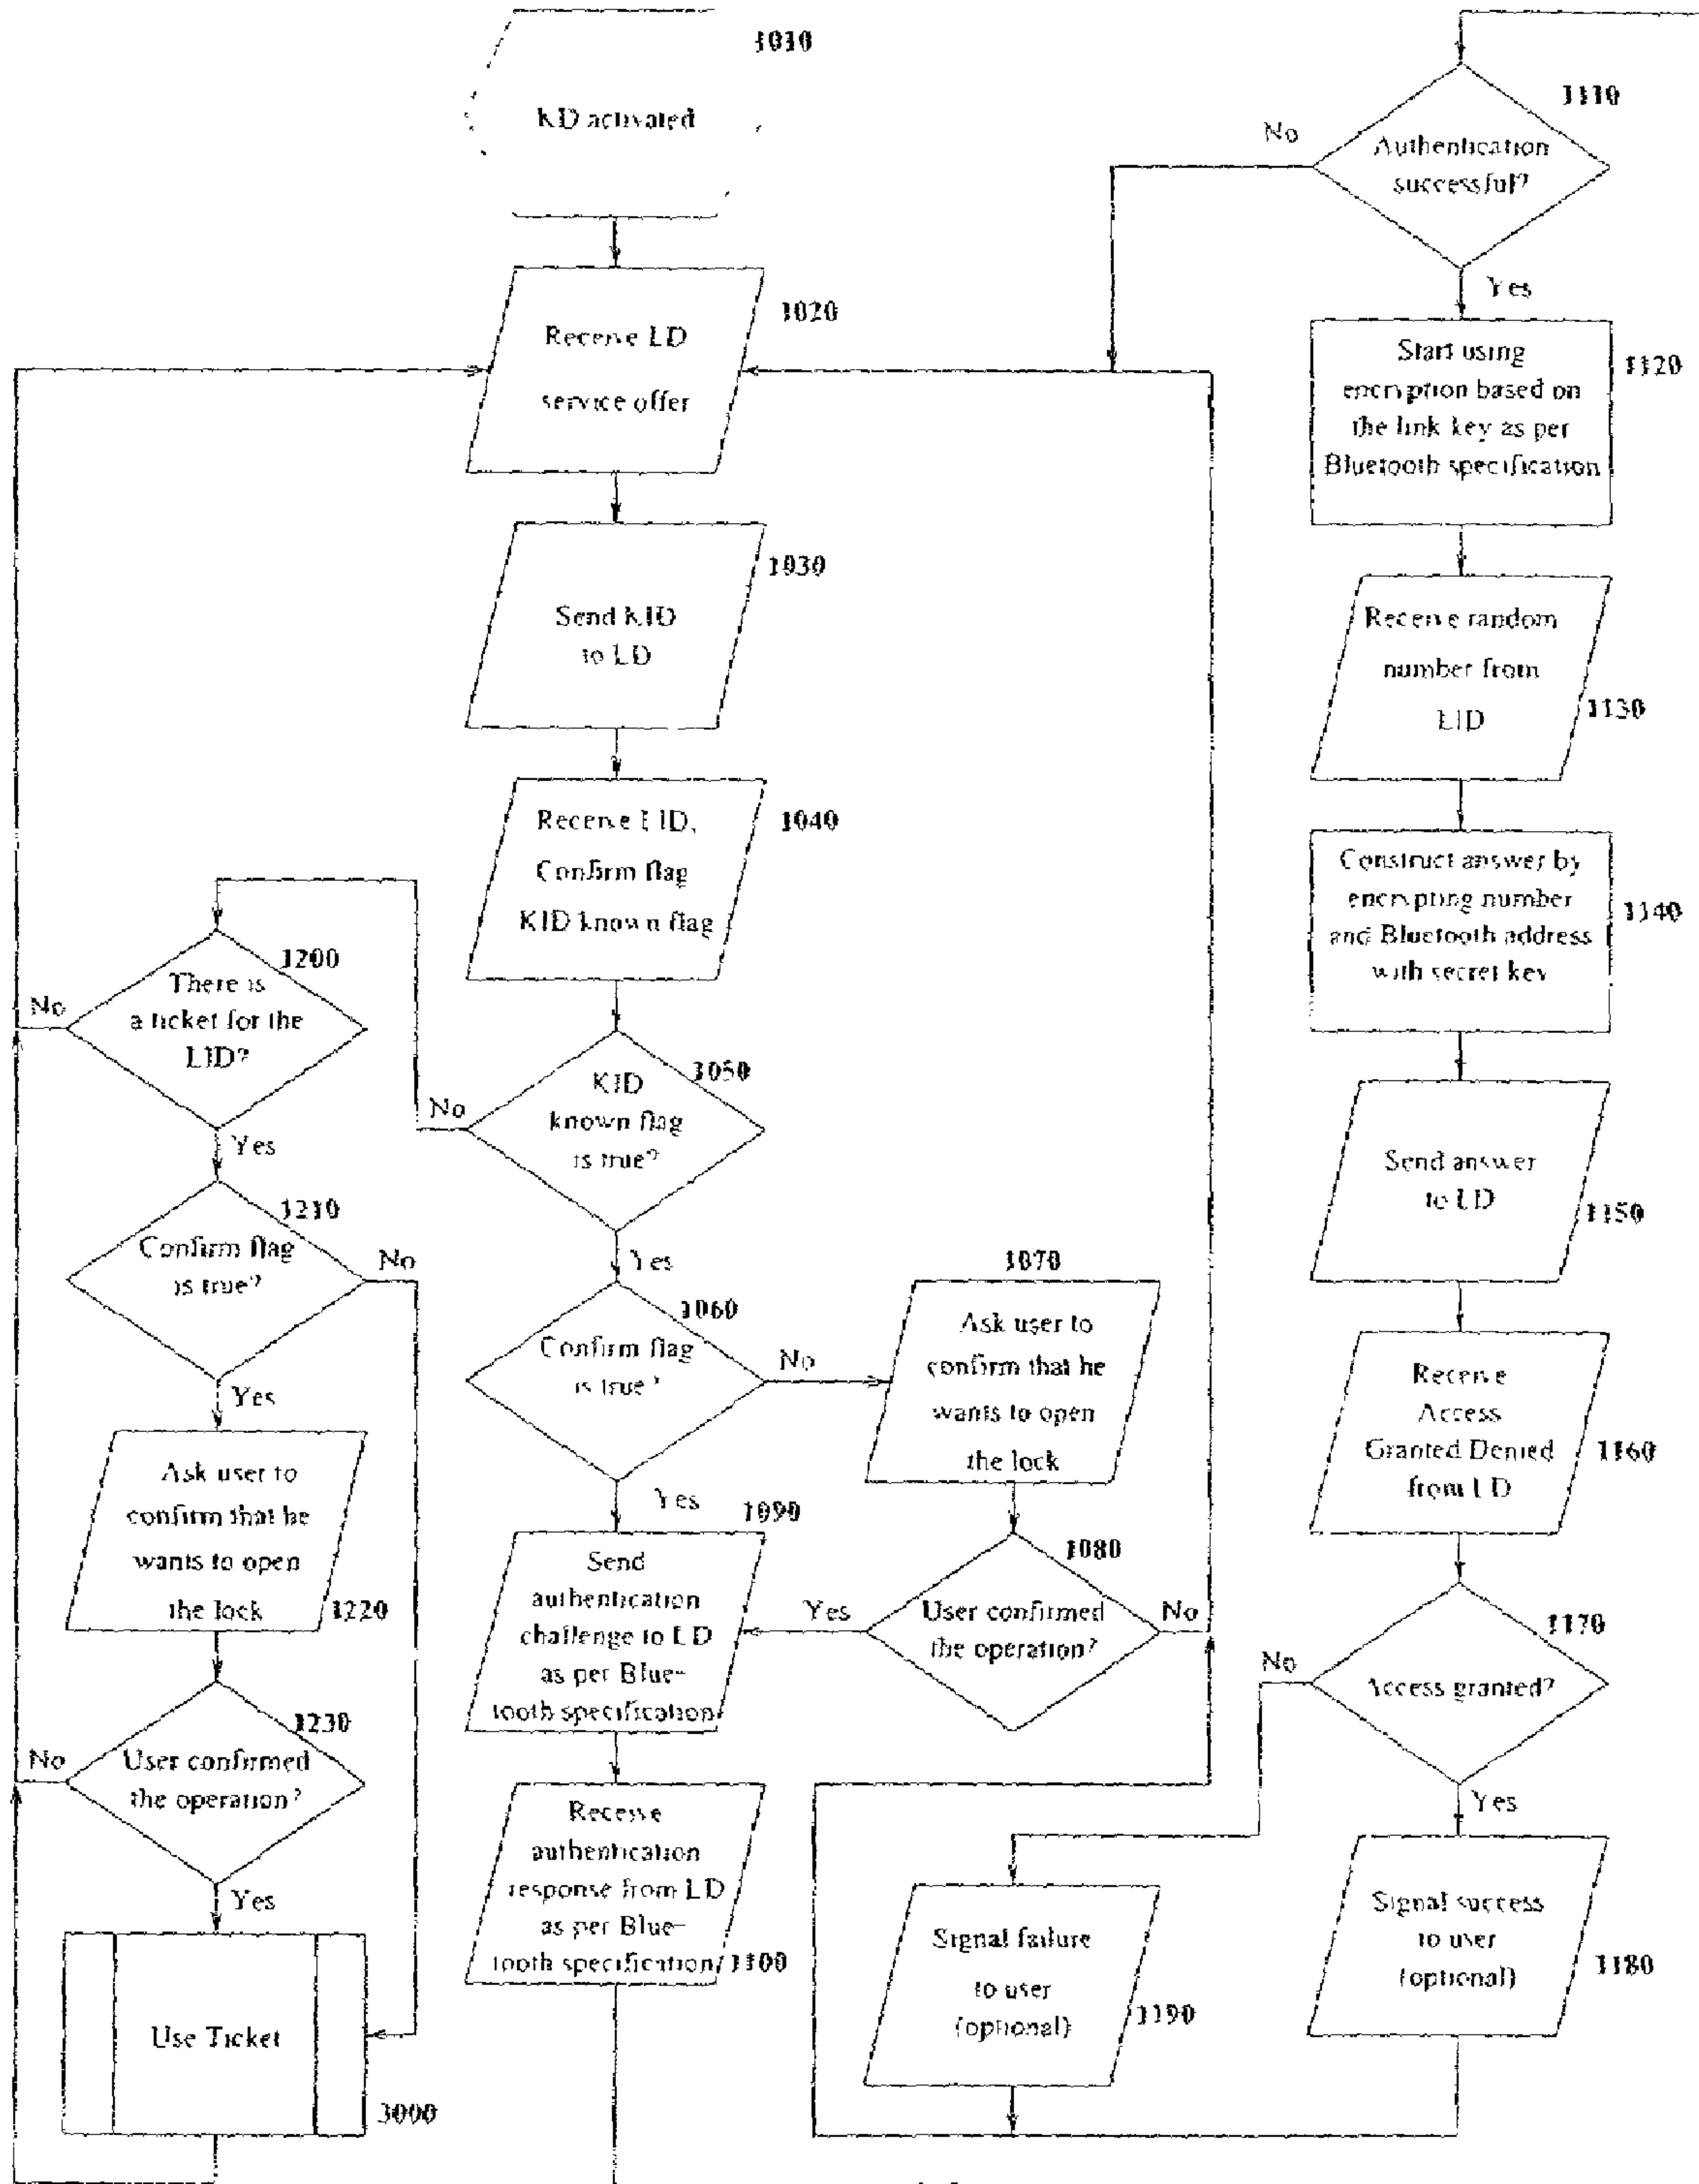 1010
KD activated
1020
Receive LD
service offer
1030
Send KID
to LD
1040
Receive LID,
Confirm flag
KID known flag
1050
KID
known flag
is true?
No
Yes
1060
Confirm flag
is true?
No
Yes
1070
Ask user to
confirm that he
wants to open
the lock
1080
User confirmed
the operation?
Yes
No
1090
Send
authentication
challenge to LD
as per Blue-
tooth specification
Receive
authentication
response from LD
as per Blue-
tooth specification
1100
1200
There is
a ticket for the
LID?
No
Yes
1210
Confirm flag
is true?
No
Yes
Ask user to
confirm that he
wants to open
the lock
1220
1230
User confirmed
the operation?
No
Yes
Use Ticket
3000
1110
Authentication
successful?
No
Yes
1120
Start using
encryption based on
the link key as per
Bluetooth specification
Receive random
number from
LID
1130
Construct answer by
encrypting number
and Bluetooth address
with secret key
1140
Send answer
to LD
1150
Receive
Access
Granted Denied
from LD
1160
1170
Access granted?
No
Yes
Signal success
to user
(optional)
1180
Signal failure
to user
(optional)
1190